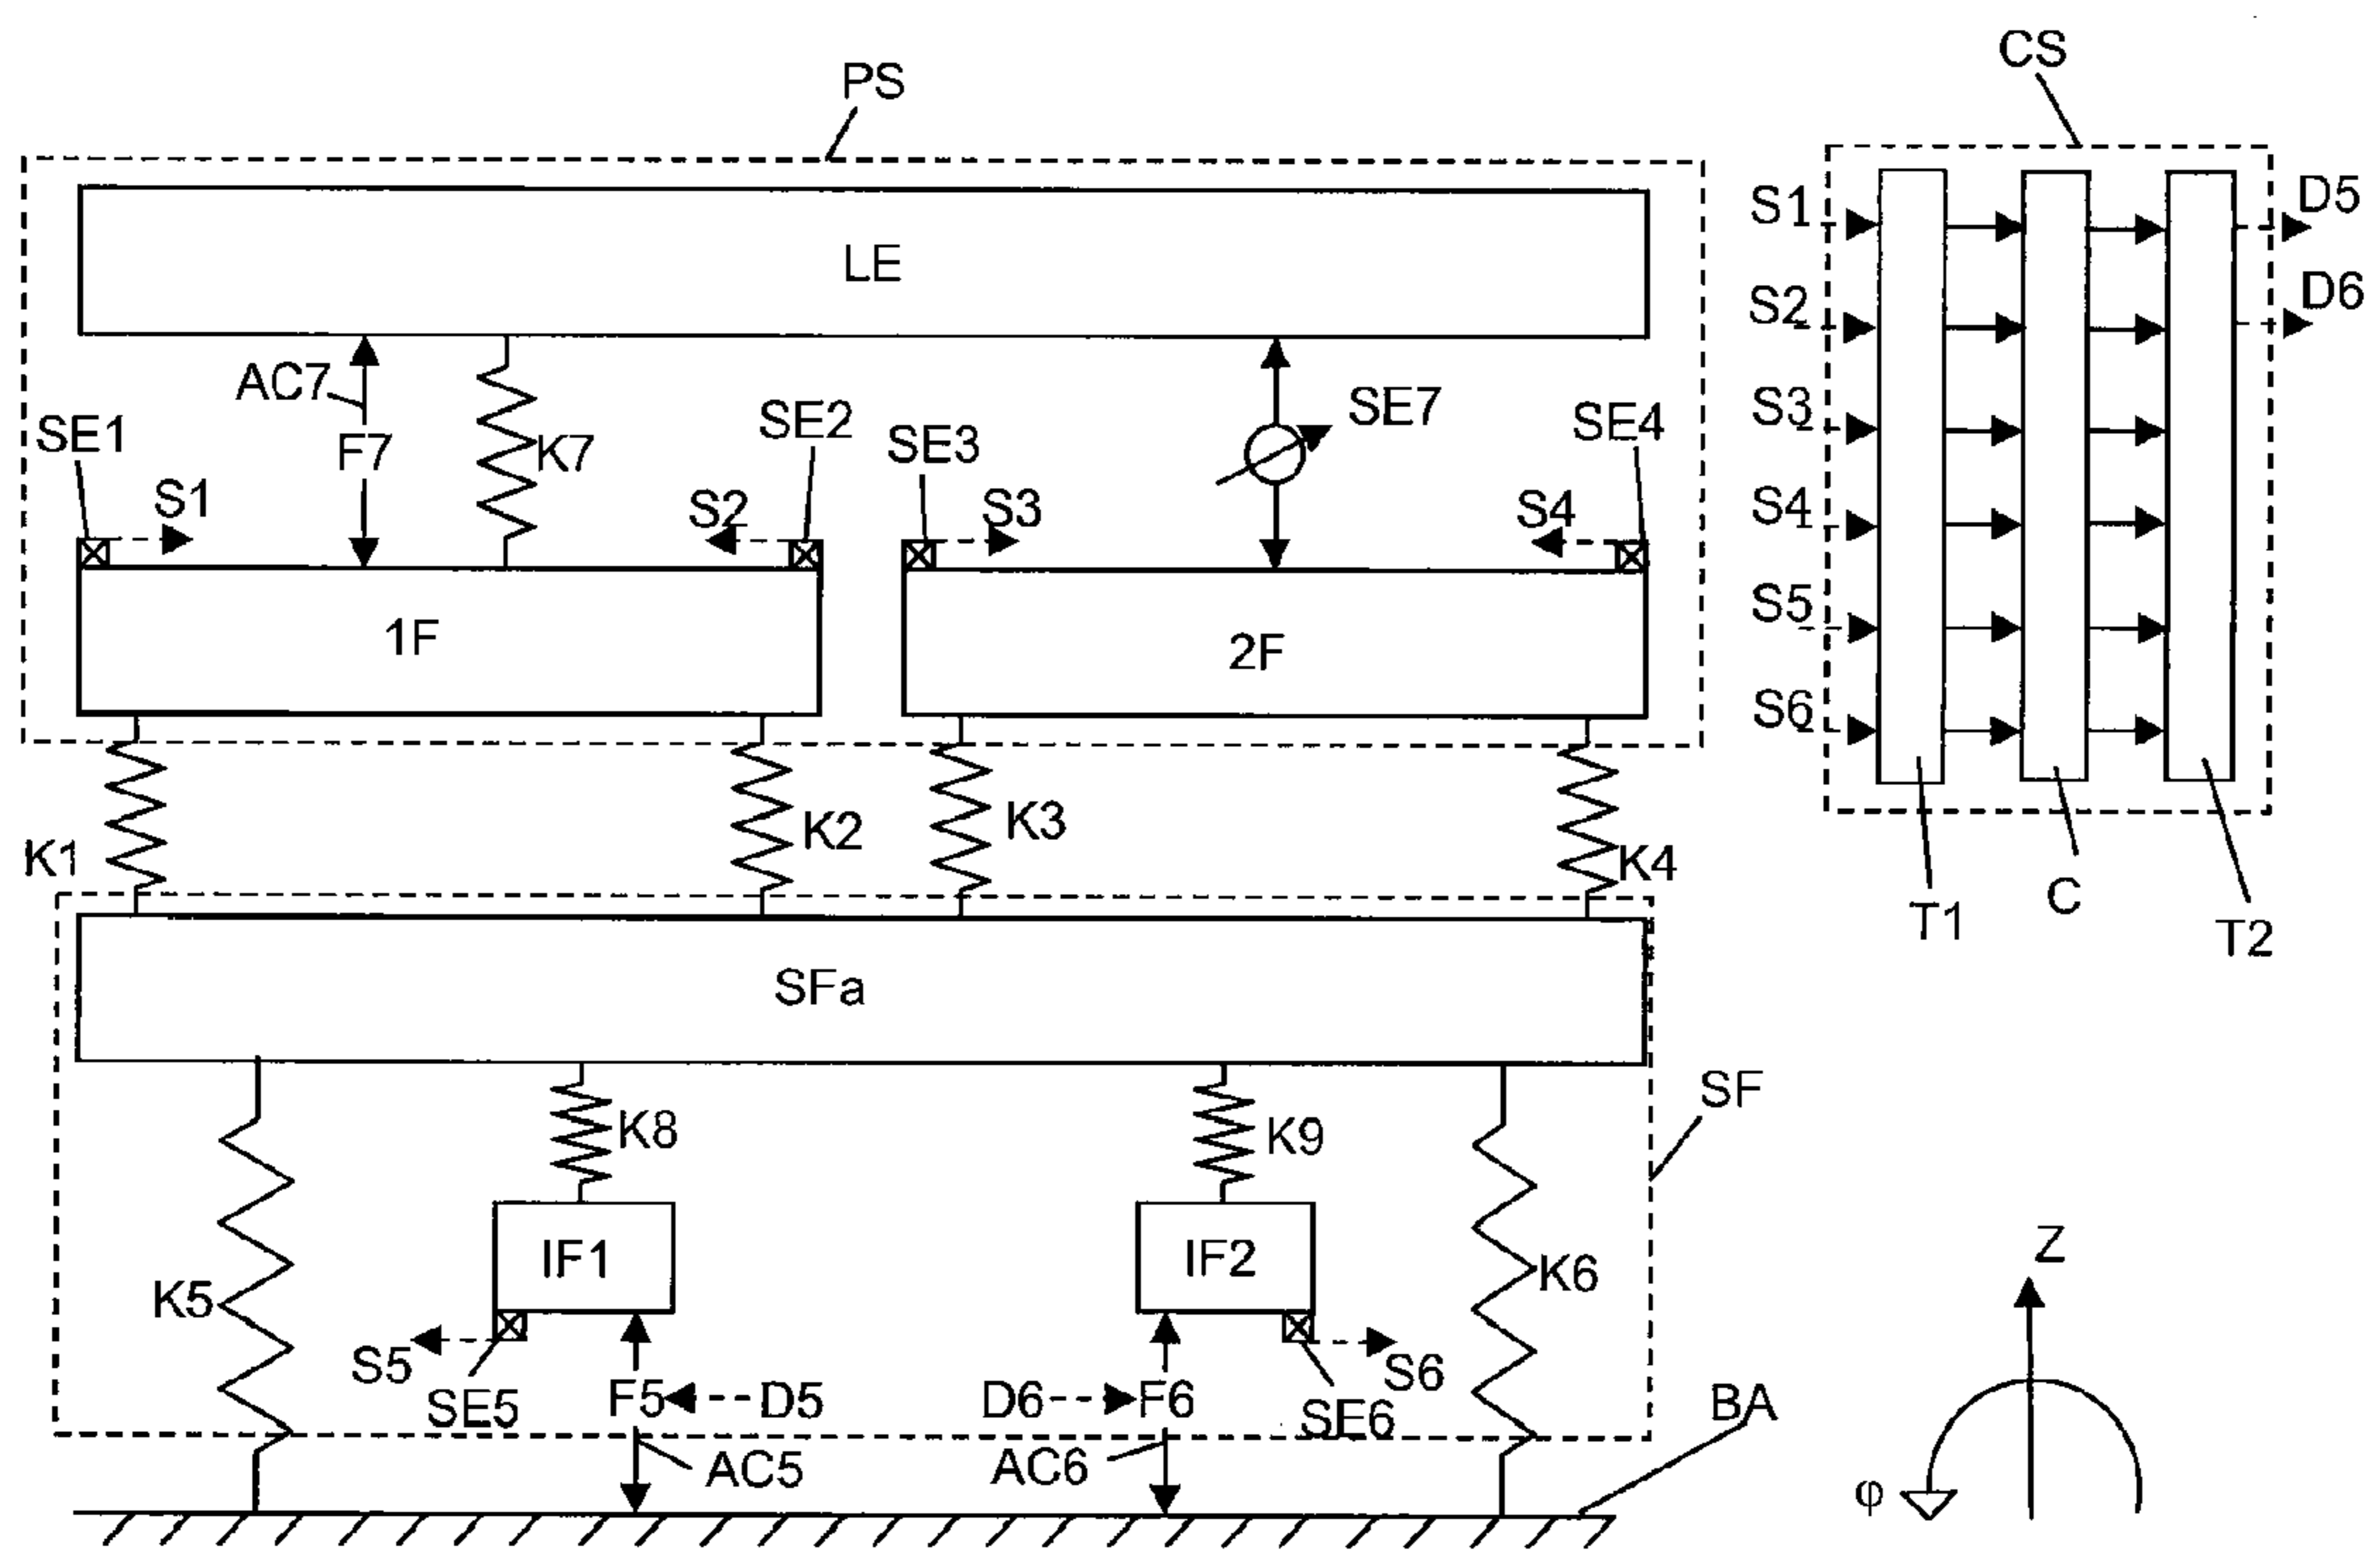 PS
CS
LE
S1
S2
S3
S4
S5
S6
D5
D6
T1
C
T2
AC7
F7
K7
SE1
S1
S2
SE2
SE3
S3
SE7
S4
SE4
1F
2F
K1
K2
K3
K4
SFa
SF
K8
K9
K5
IF1
IF2
K6
S5
SE5
F5
D5
D6
F6
S6
SE6
AC5
AC6
BA
Z
φ